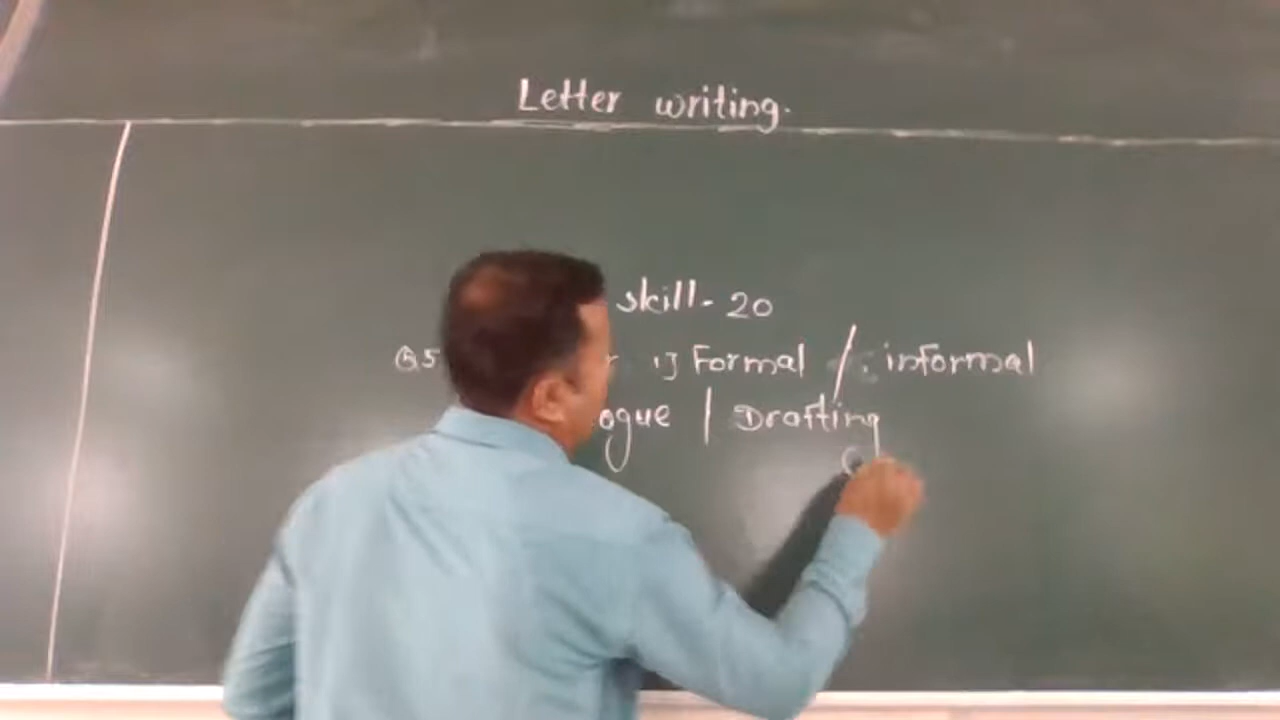 Letter writing.
skill - 20
Q5 1] Formal / informal
ogue | Drafting